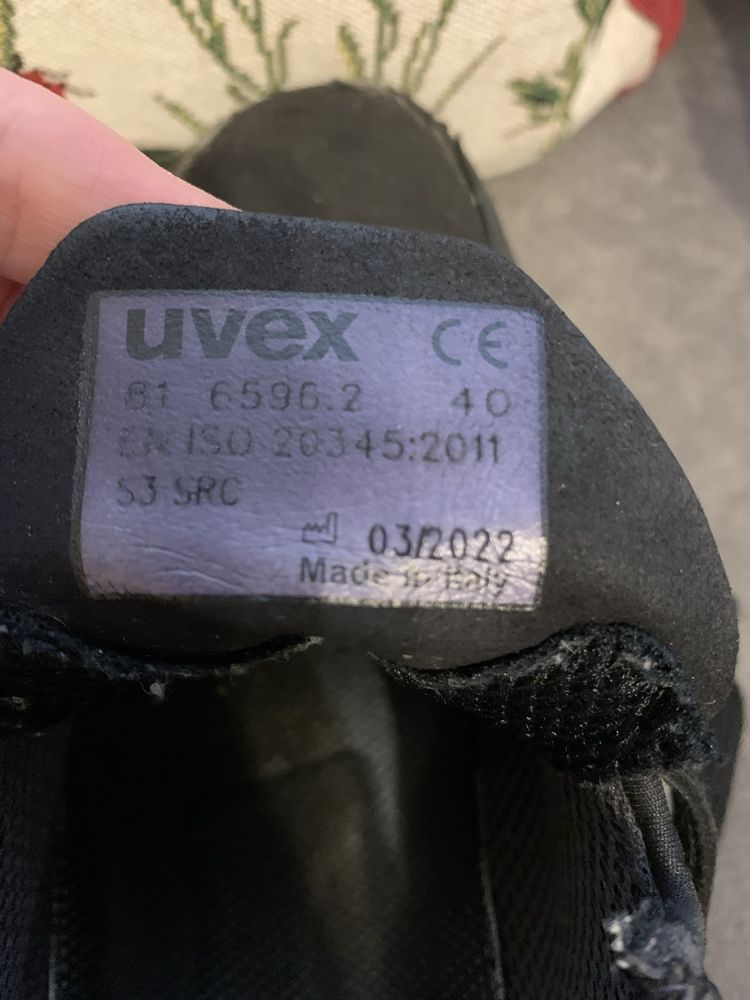 uvex CE
81 6596.2 40
EN ISO 20345:2011
S3 SRC
03/2022
Made in Italy